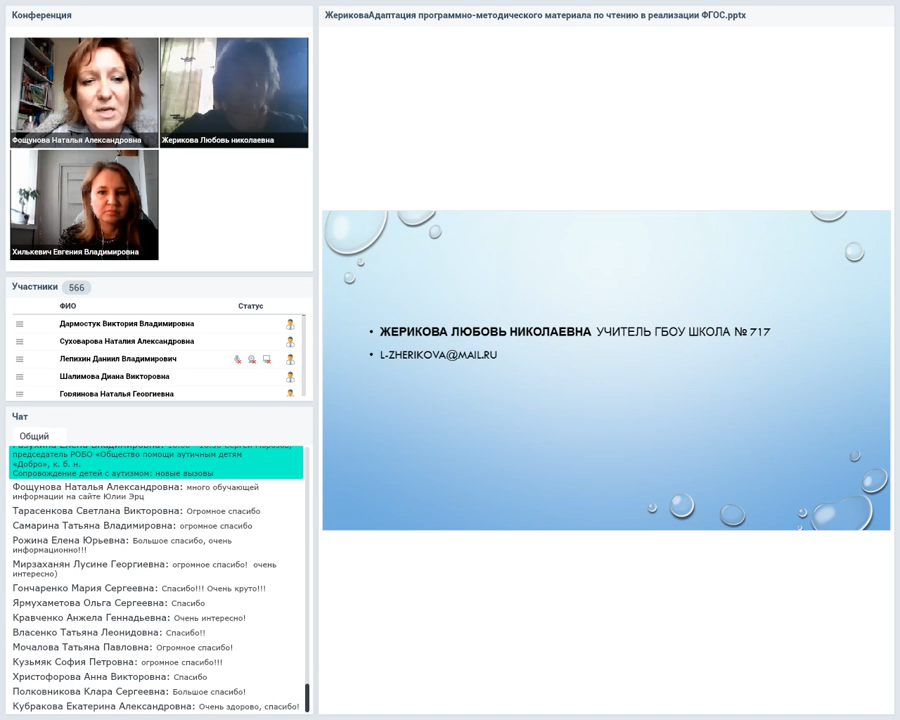 Конференция
Фощунова Наталья Александровна
Жерикова Любовь николаевна
Хилькевич Евгения Владимировна
Участники 566
ФИО Статус
Дармостук Виктория Владимировна
Суховарова Наталия Александровна
Лепихин Даниил Владимирович
Шалимова Диана Викторовна
Горяинова Наталья Георгиевна
Чат
Общий
председатель РОБО «Общество помощи аутичным детям
«Добро», к. б. н.
Сопровождение детей с аутизмом: новые вызовы
Фощунова Наталья Александровна: много обучающей
информации на сайте Юлии Эрц
Тарасенкова Светлана Викторовна: Огромное спасибо
Самарина Татьяна Владимировна: огромное спасибо
Рожина Елена Юрьевна: Большое спасибо, очень
информационно!!!
Мирзаханян Лусине Георгиевна: огромное спасибо! очень
интересно)
Гончаренко Мария Сергеевна: Спасибо!!! Очень круто!!!
Ярмухаметова Ольга Сергеевна: Спасибо
Кравченко Анжела Геннадьевна: Очень интересно!
Власенко Татьяна Леонидовна: Спасибо!!
Мочалова Татьяна Павловна: Огромное спасибо!
Кузьмяк София Петровна: огромное спасибо!!!
Христофорова Анна Викторовна: Спасибо
Полковникова Клара Сергеевна: Большое спасибо!
Кубракова Екатерина Александровна: Очень здорово, спасибо!
ЖериковаАдаптация программно-методического материала по чтению в реализации ФГОС.pptx
• ЖЕРИКОВА ЛЮБОВЬ НИКОЛАЕВНА УЧИТЕЛЬ ГБОУ ШКОЛА № 717
• L-ZHERIKOVA@MAIL.RU